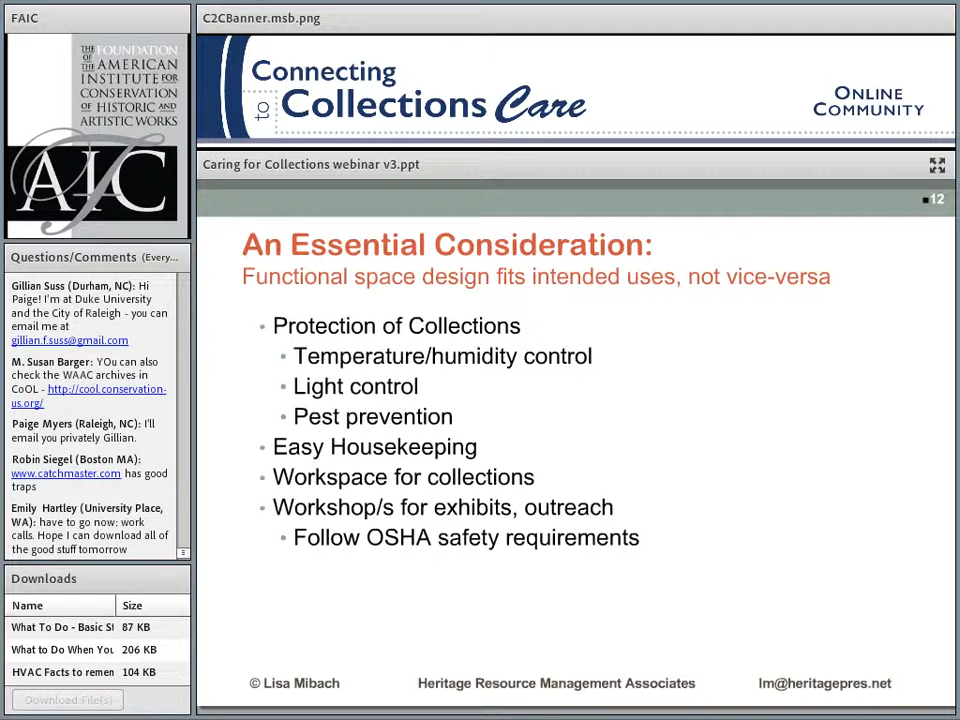 FAIC
THE FOUNDATION
OF THE AMERICAN
INSTITUTE FOR
CONSERVATION
OF HISTORIC AND
ARTISTIC WORKS
AIC
Questions/Comments (Every...
Gillian Suss (Durham, NC): Hi
Paige! I'm at Duke University
and the City of Raleigh - you can
email me at
gillian.f.suss@gmail.com
M. Susan Barger: YOu can also
check the WAAC archives in
CoOL - http://cool.conservation-
us.org/
Paige Myers (Raleigh, NC): I'll
email you privately Gillian.
Robin Siegel (Boston MA):
www.catchmaster.com has good
traps
Emily Hartley (University Place,
WA): have to go now: work
calls. Hope I can download all of
the good stuff tomorrow
Downloads
Name Size
What To Do - Basic St 87 KB
What to Do When You 206 KB
HVAC Facts to remen 104 KB
Download File(s)
C2CBanner.msb.png
Connecting
to Collections Care
ONLINE
COMMUNITY
Caring for Collections webinar v3.ppt
12
An Essential Consideration:
Functional space design fits intended uses, not vice-versa
• Protection of Collections
• Temperature/humidity control
• Light control
• Pest prevention
• Easy Housekeeping
• Workspace for collections
• Workshop/s for exhibits, outreach
• Follow OSHA safety requirements
© Lisa Mibach Heritage Resource Management Associates lm@heritagepres.net